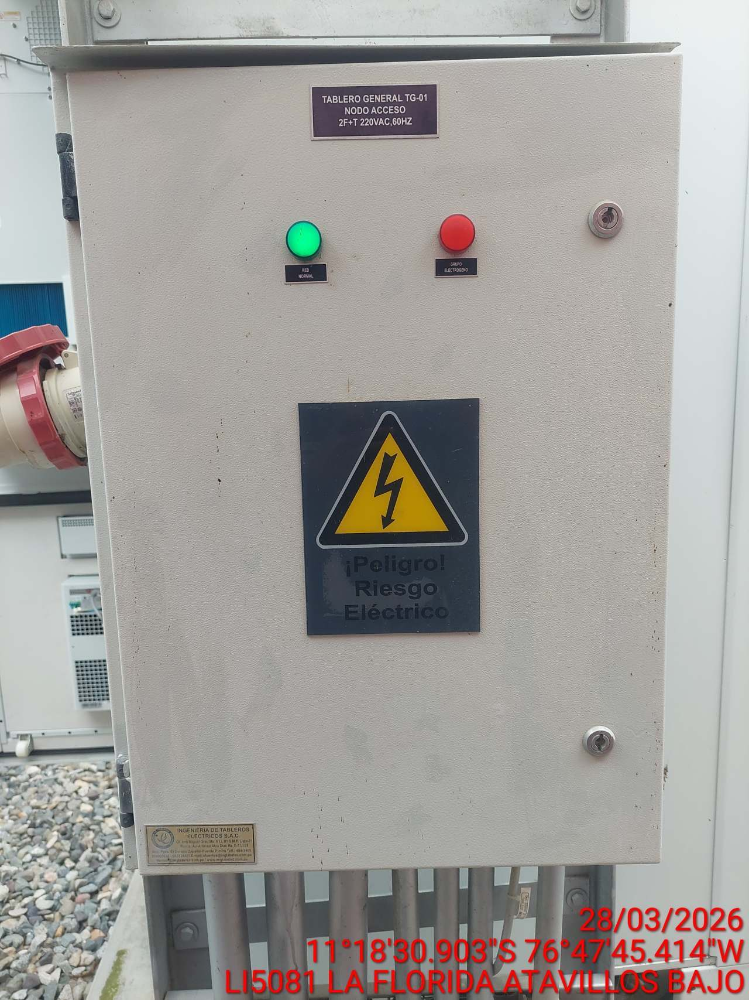 TABLERO GENERAL TG-01
NODO ACCESO
2F+T 220VAC,60HZ
RED
NORMAL
GRUPO
ELECTROGENO
¡Peligro!
Riesgo
Eléctrico
INGENIERIA DE TABLEROS
ELECTRICOS S.A.C.
28/03/2026
11°18'30.903"S 76°47'45.414"W
LI5081 LA FLORIDA ATAVILLOS BAJO